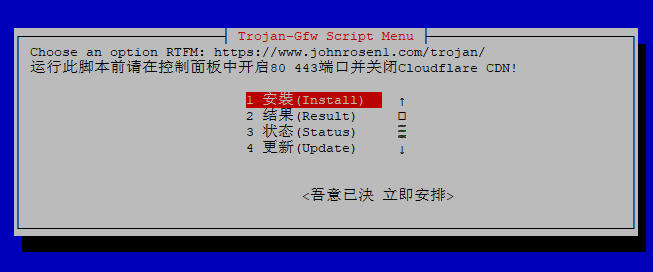 Trojan-Gfw Script Menu
Choose an option RTFM: https://www.johnrosen1.com/trojan/
运行此脚本前请在控制面板中开启80 443端口并关闭Cloudflare CDN!
1 安裝(Install) ↑
2 结果(Result)
3 状态(Status)
4 更新(Update) ↓
<吾意已決 立即安排>